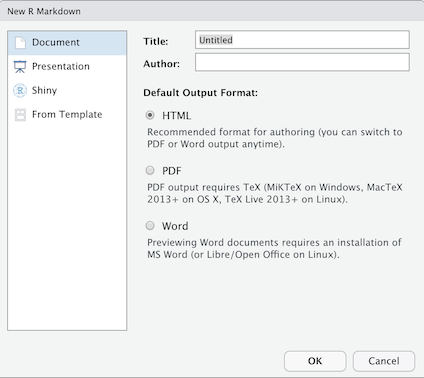 New R Markdown
Document
Presentation
Shiny
From Template
Title: Untitled
Author:
Default Output Format:
HTML
Recommended format for authoring (you can switch to
PDF or Word output anytime).
PDF
PDF output requires TeX (MiKTeX on Windows, MacTeX
2013+ on OS X, TeX Live 2013+ on Linux).
Word
Previewing Word documents requires an installation of
MS Word (or Libre/Open Office on Linux).
OK
Cancel